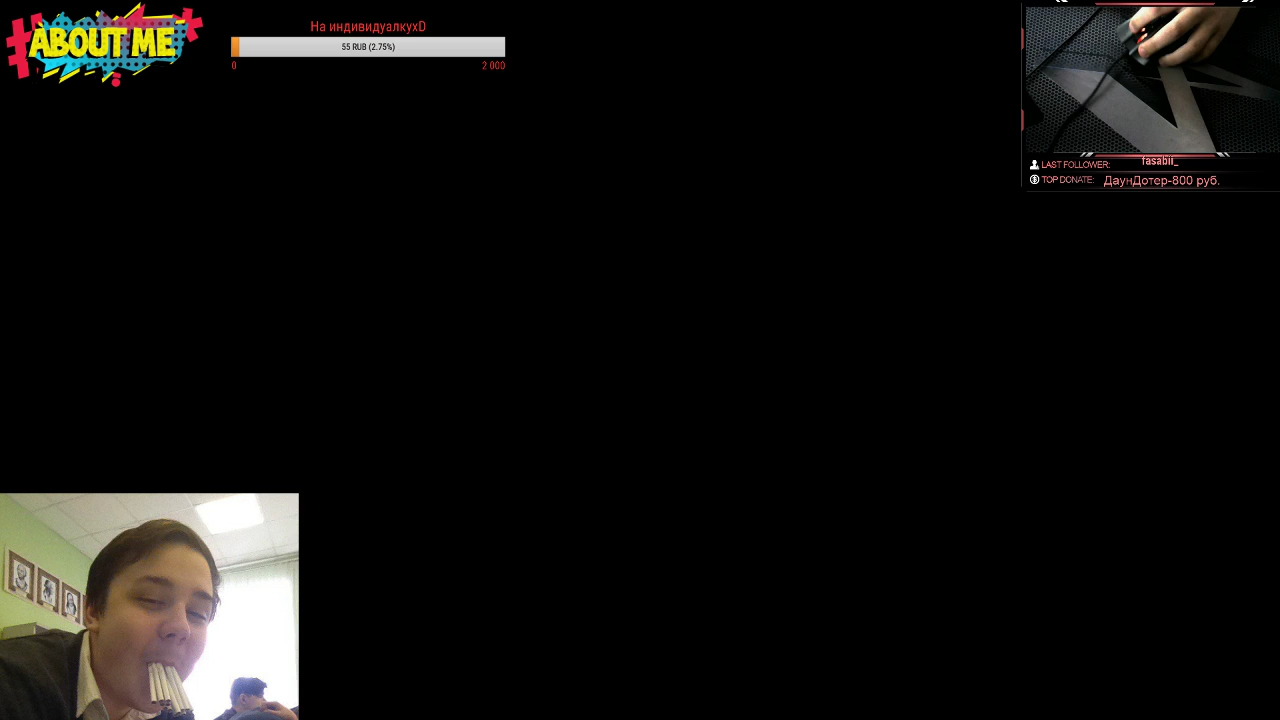 #ABOUT ME
На индивидуалкухD
55 RUB (2.75%)
0
2 000
LAST FOLLOWER:
fasabii_
TOP DONATE:
ДаунДотер-800 руб.